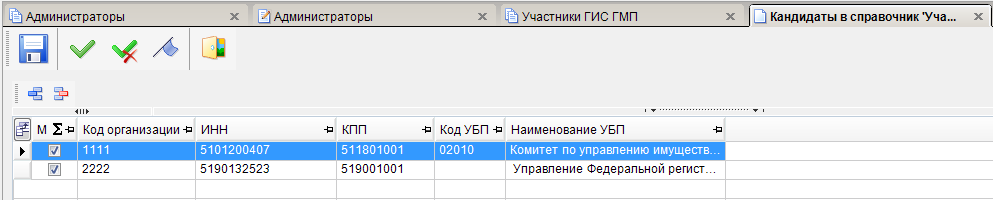 Администраторы Администраторы Участники ГИС ГМП Кандидаты в справочник 'Уча...
М Σ Код организации ИНН КПП Код УБП Наименование УБП
1111 5101200407 511801001 02010 Комитет по управлению имуществ...
2222 5190132523 519001001 Управление Федеральной регист...